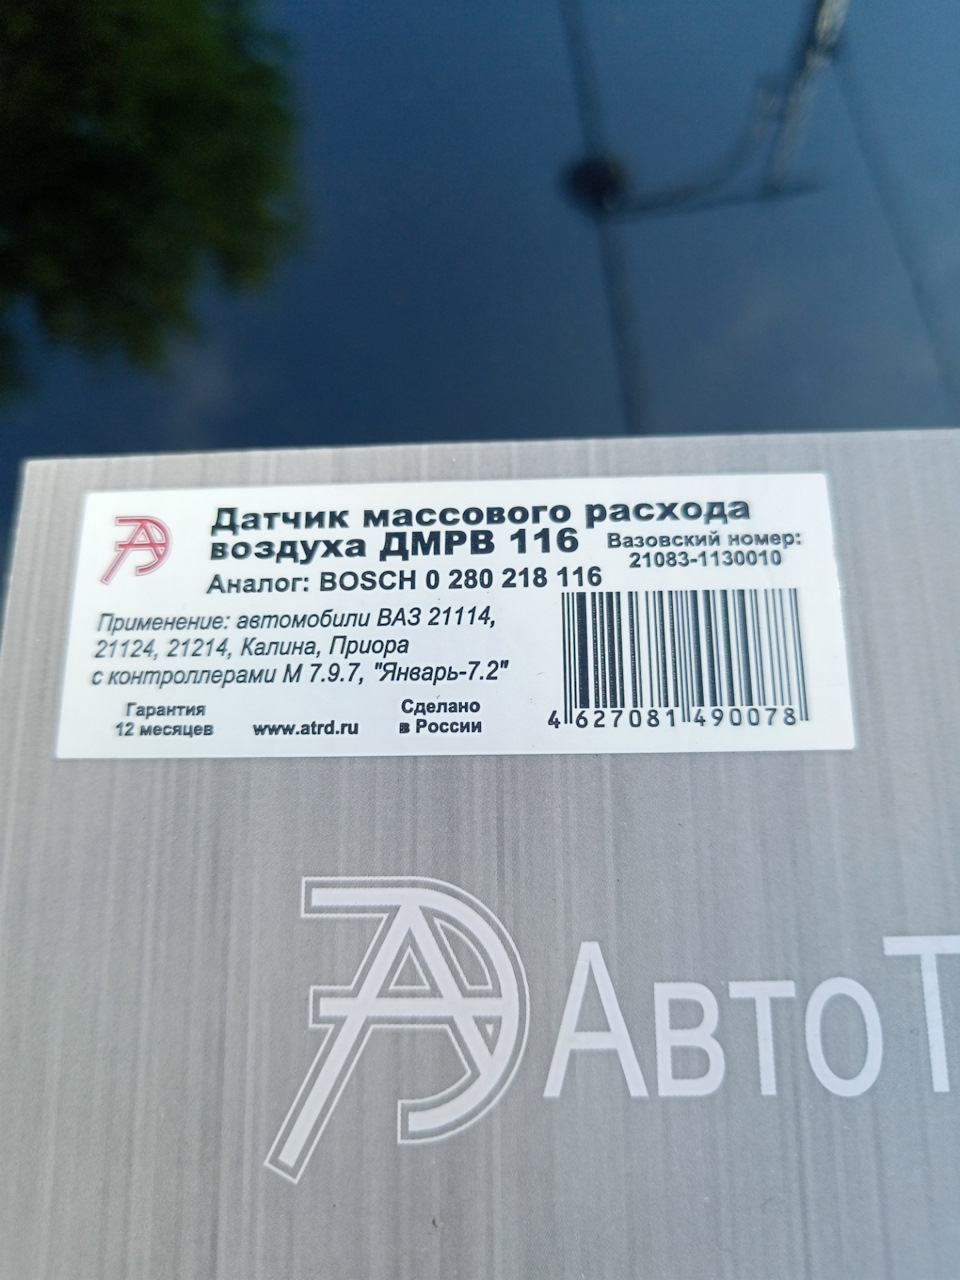 Датчик массового расхода
воздуха ДМРВ 116
Вазовский номер:
21083-1130010
Аналог: BOSCH 0 280 218 116
Применение: автомобили ВАЗ 21114,
21124, 21214, Калина, Приора
с контроллерами М 7.9.7, "Январь-7.2"
Гарантия
12 месяцев
www.atrd.ru
Сделано
в России
4 627081 490078
АвтоТ